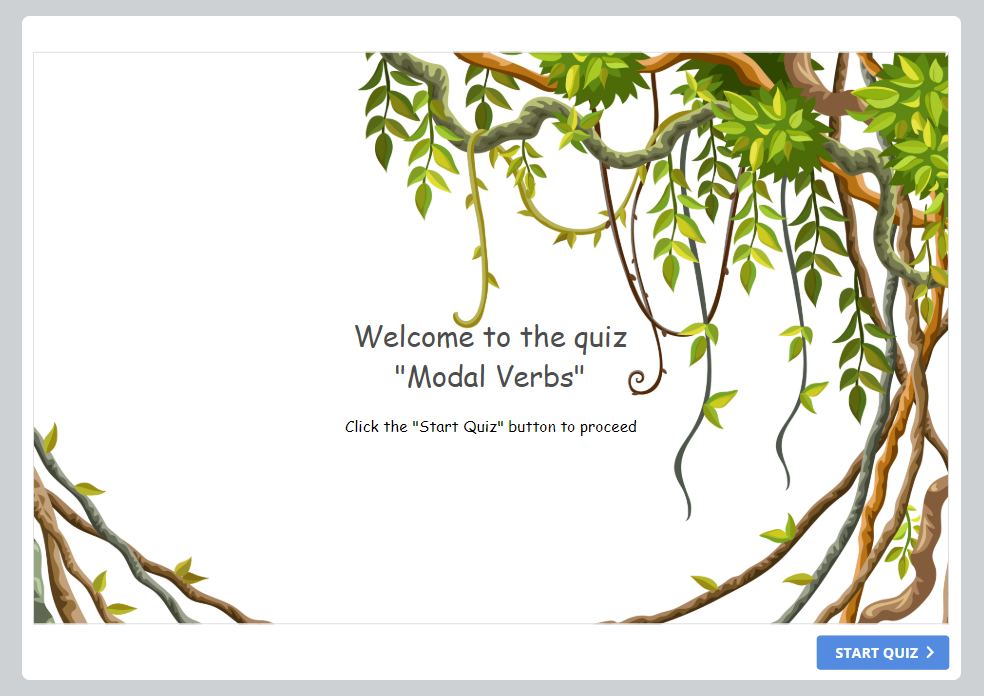 Welcome to the quiz
"Modal Verbs"
Click the "Start Quiz" button to proceed
START QUIZ